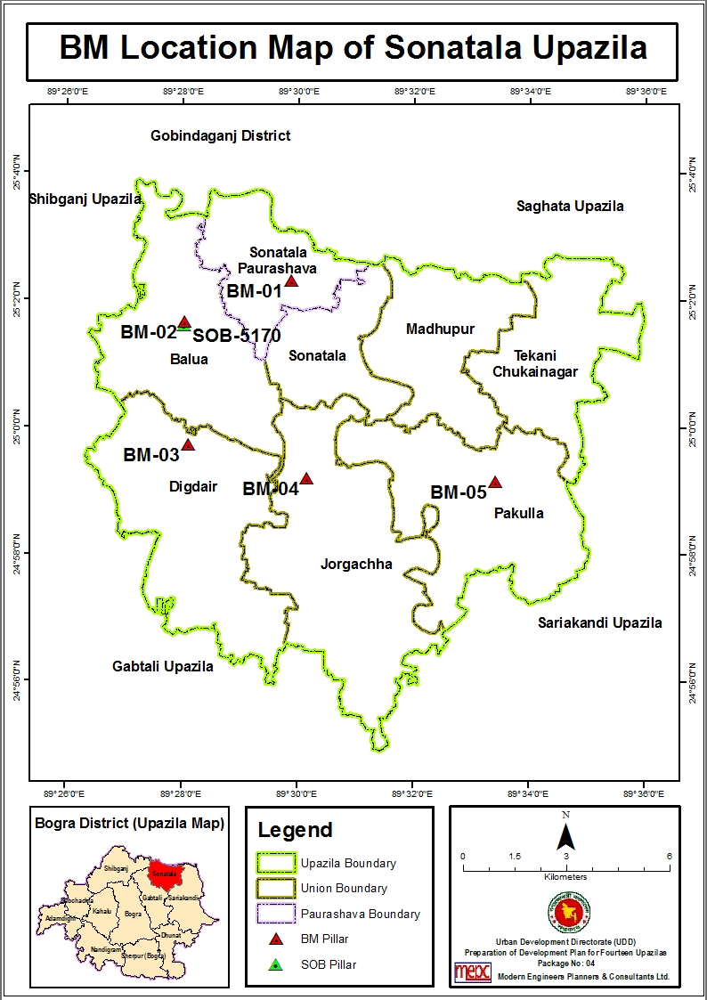 BM Location Map of Sonatala Upazila
89°26'0"E 89°28'0"E 89°30'0"E 89°32'0"E 89°34'0"E 89°36'0"E
Gobindaganj District
25°4'0"N 25°4'0"N
Shibganj Upazila
Saghata Upazila
Sonatala
Paurashava
BM-01
25°2'0"N 25°2'0"N
BM-02 SOB-5170
Madhupur
Balua
Sonatala
Tekani
Chukainagar
25°0'0"N 25°0'0"N
BM-03
Digdair
BM-04
BM-05
Pakulla
24°58'0"N 24°58'0"N
Jorgachha
Sariakandi Upazila
Gabtali Upazila
24°56'0"N 24°56'0"N
89°26'0"E 89°28'0"E 89°30'0"E 89°32'0"E 89°34'0"E 89°36'0"E
Bogra District (Upazila Map)
Shibganj
Sonatala
Gabtali
Sariakandi
Kahalu
Bogra
Adamdighi
Dhunat
Nandigram
Sherpur (Bogra)
Legend
Upazila Boundary
Union Boundary
Paurashava Boundary
BM Pillar
SOB Pillar
N
0 1.5 3 6
Kilometers
Urban Development Directorate (UDD)
Preparation of Development Plan for Fourteen Upazilas
Package No: 04
mepc Modern Engineers Planners & Consultants Ltd.